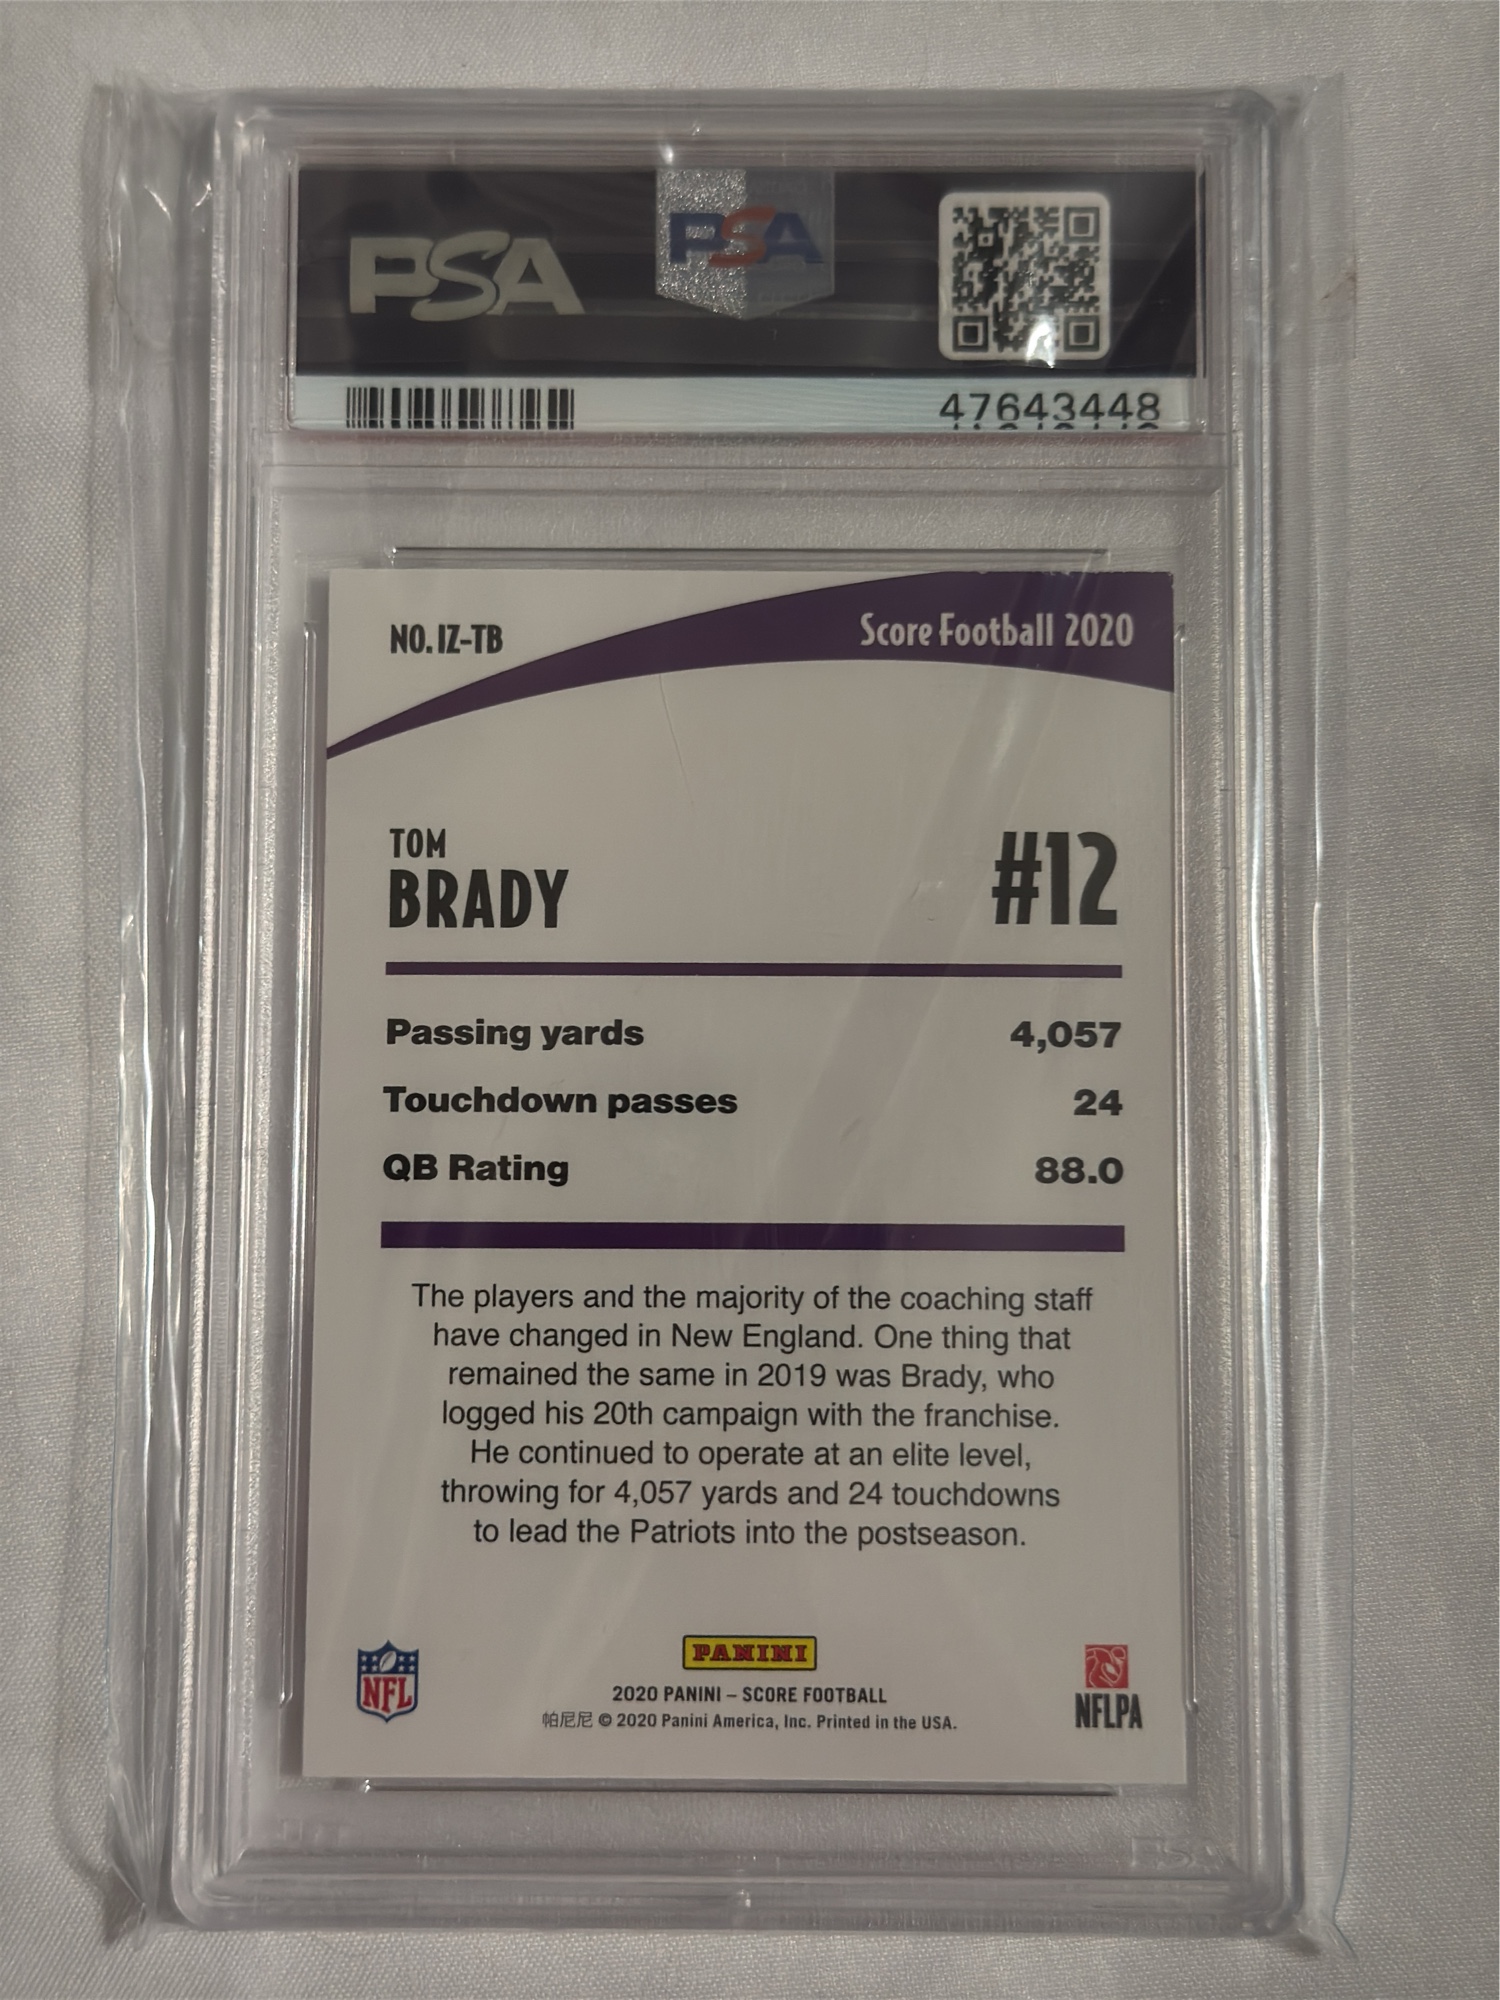 PSA
PSA
47643448
NO. IZ-TB
Score Football 2020
TOM
BRADY
#12
Passing yards 4,057
Touchdown passes 24
QB Rating 88.0
The players and the majority of the coaching staff
have changed in New England. One thing that
remained the same in 2019 was Brady, who
logged his 20th campaign with the franchise.
He continued to operate at an elite level,
throwing for 4,057 yards and 24 touchdowns
to lead the Patriots into the postseason.
NFL
PANINI
2020 PANINI – SCORE FOOTBALL
帕尼尼 © 2020 Panini America, Inc. Printed in the USA.
NFLPA